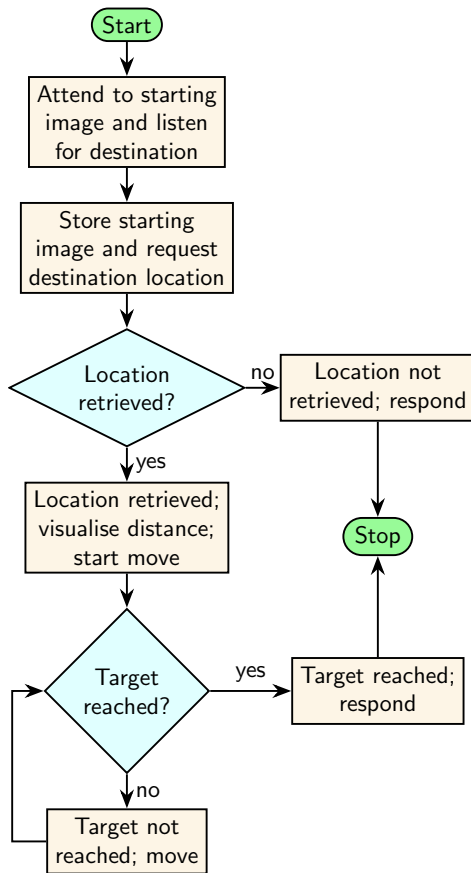 Start
Attend to starting
image and listen
for destination
Store starting
image and request
destination location
Location
retrieved?
no
Location not
retrieved; respond
yes
Location retrieved;
visualise distance;
start move
Stop
Target
reached?
yes
Target reached;
respond
no
Target not
reached; move